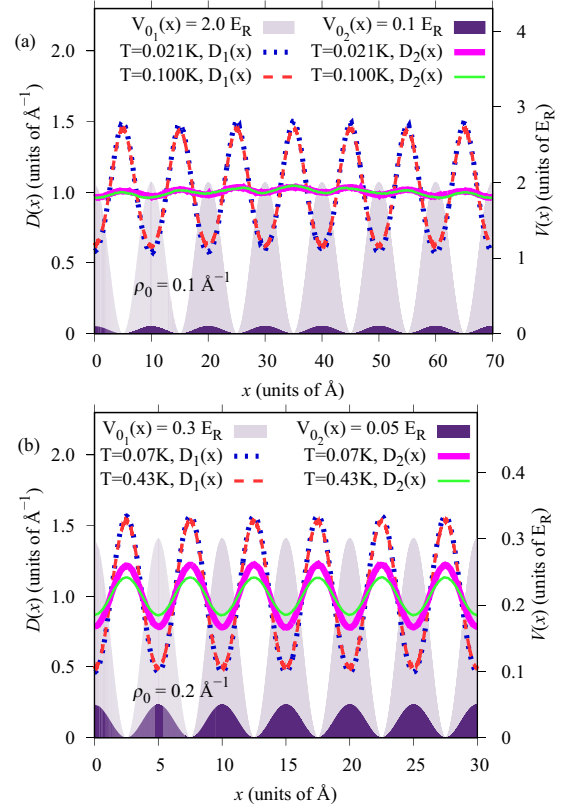 (a)
V01(x) = 2.0 ER V02(x) = 0.1 ER
T=0.021K, D1(x) T=0.021K, D2(x)
T=0.100K, D1(x) T=0.100K, D2(x)
2.0
1.5
1.0
0.5
0
D(x) (units of Å−1)
4
3
2
1
0
V(x) (units of ER)
ρ0 = 0.1 Å−1
0 10 20 30 40 50 60 70
x (units of Å)
(b)
V01(x) = 0.3 ER V02(x) = 0.05 ER
T=0.07K, D1(x) T=0.07K, D2(x)
T=0.43K, D1(x) T=0.43K, D2(x)
2.0
1.5
1.0
0.5
0
D(x) (units of Å−1)
0.4
0.3
0.2
0.1
0
V(x) (units of ER)
ρ0 = 0.2 Å−1
0 5 10 15 20 25 30
x (units of Å)